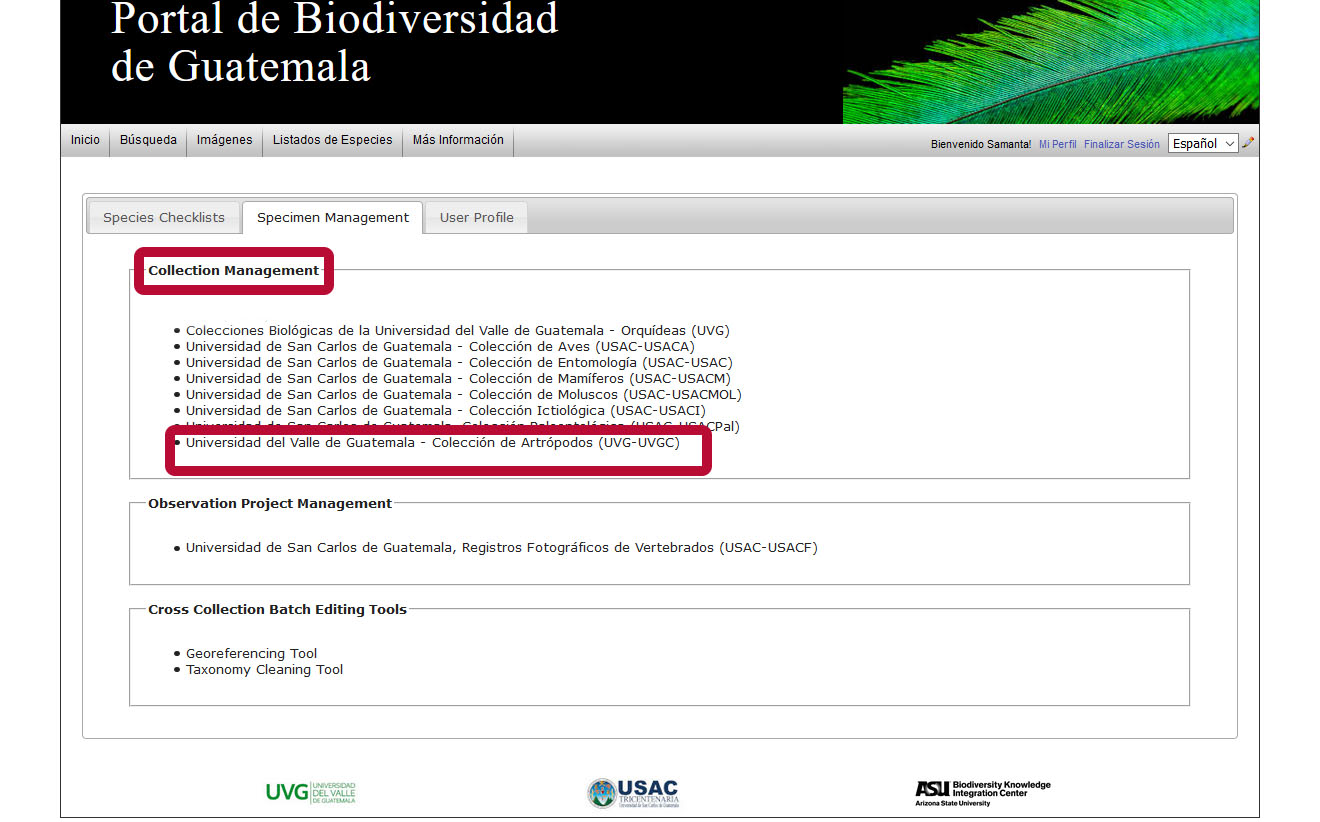 Portal de Biodiversidad
de Guatemala
Inicio Búsqueda Imágenes Listados de Especies Más Información
Bienvenido Samanta! Mi Perfil Finalizar Sesión Español
Species Checklists Specimen Management User Profile
Collection Management
Colecciones Biológicas de la Universidad del Valle de Guatemala - Orquídeas (UVG)
Universidad de San Carlos de Guatemala - Colección de Aves (USAC-USACA)
Universidad de San Carlos de Guatemala - Colección de Entomología (USAC-USAC)
Universidad de San Carlos de Guatemala - Colección de Mamíferos (USAC-USACM)
Universidad de San Carlos de Guatemala - Colección de Moluscos (USAC-USACMOL)
Universidad de San Carlos de Guatemala - Colección Ictiológica (USAC-USACI)
Universidad de San Carlos de Guatemala- Colección Paleontológica (USAC-USACPal)
Universidad del Valle de Guatemala - Colección de Artrópodos (UVG-UVGC)
Observation Project Management
Universidad de San Carlos de Guatemala, Registros Fotográficos de Vertebrados (USAC-USACF)
Cross Collection Batch Editing Tools
Georeferencing Tool
Taxonomy Cleaning Tool
UVG UNIVERSIDAD
DEL VALLE
DE GUATEMALA
USAC
TRICENTENARIA
Universidad de San Carlos de Guatemala
ASU Biodiversity Knowledge
Integration Center
Arizona State University